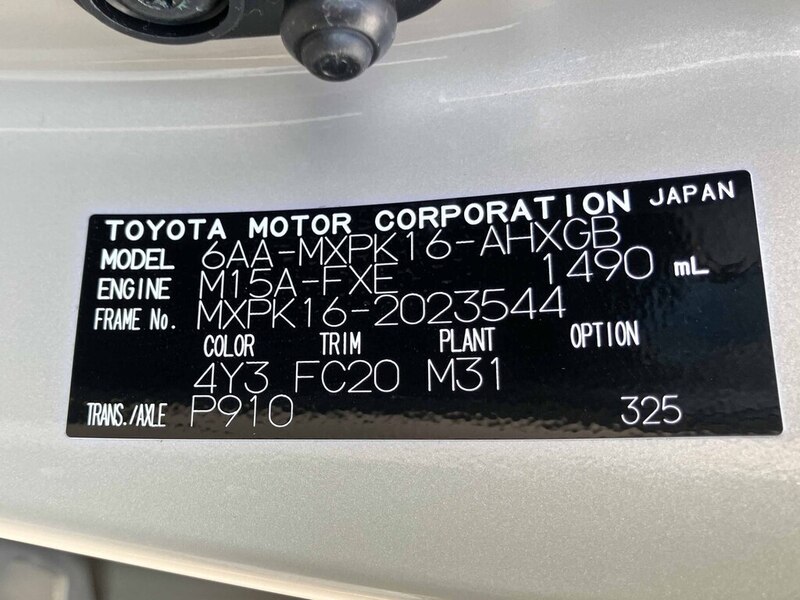 TOYOTA MOTOR CORPORATION JAPAN
MODEL 6AA-MXPK16-AHXGB
ENGINE M15A-FXE 1490 mL
FRAME No. MXPK16-2023544
COLOR TRIM PLANT OPTION
4Y3 FC20 M31
TRANS./AXLE P910 325